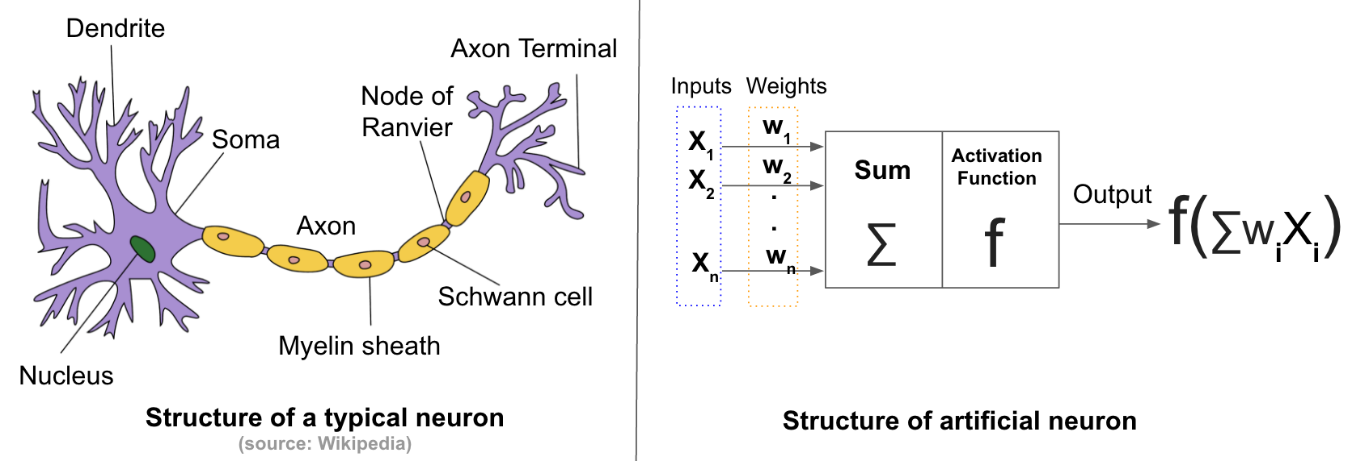 Dendrite
Axon Terminal
Node of
Ranvier
Soma
Axon
Schwann cell
Myelin sheath
Nucleus
Structure of a typical neuron
(source: Wikipedia)
Inputs Weights
X1 w1
X2 w2
.
.
Xn wn
Sum
∑
Activation
Function
f
Output
f(∑wiXi)
Structure of artificial neuron